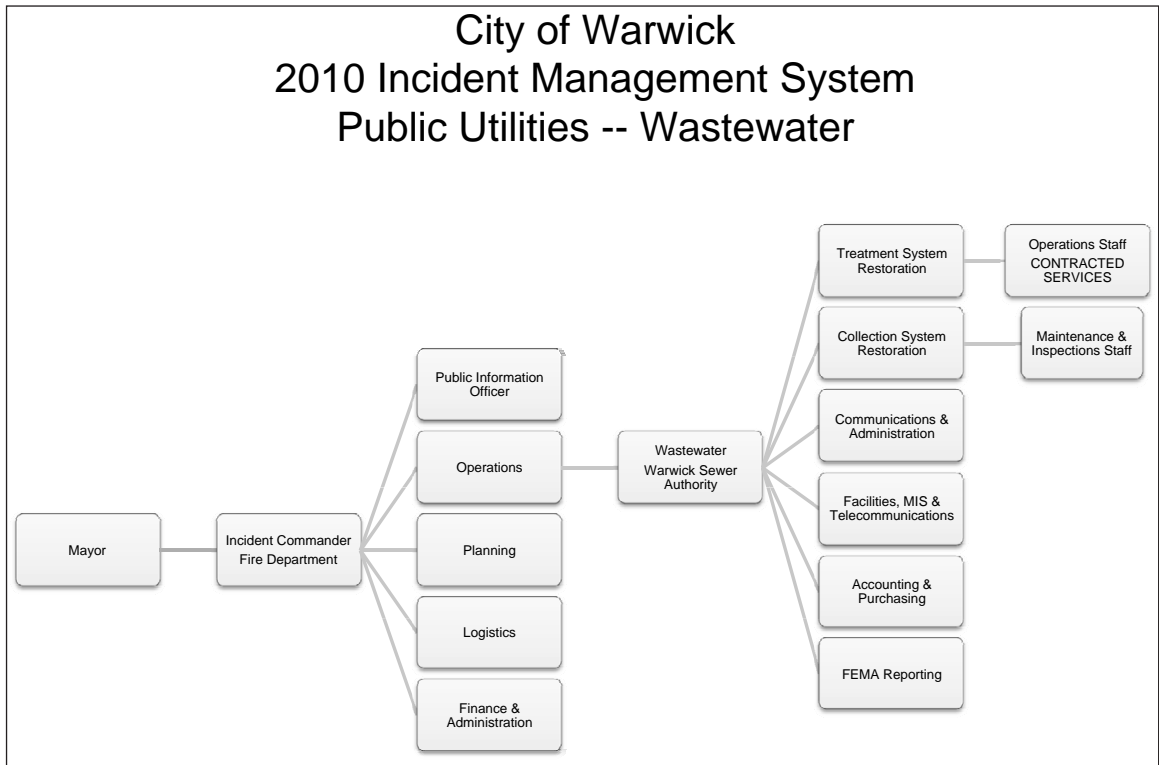 City of Warwick
2010 Incident Management System
Public Utilities -- Wastewater
Mayor
Incident Commander
Fire Department
Public Information
Officer
Operations
Planning
Logistics
Finance &
Administration
Wastewater
Warwick Sewer
Authority
Treatment System
Restoration
Collection System
Restoration
Communications &
Administration
Facilities, MIS &
Telecommunications
Accounting &
Purchasing
FEMA Reporting
Operations Staff
CONTRACTED
SERVICES
Maintenance &
Inspections Staff